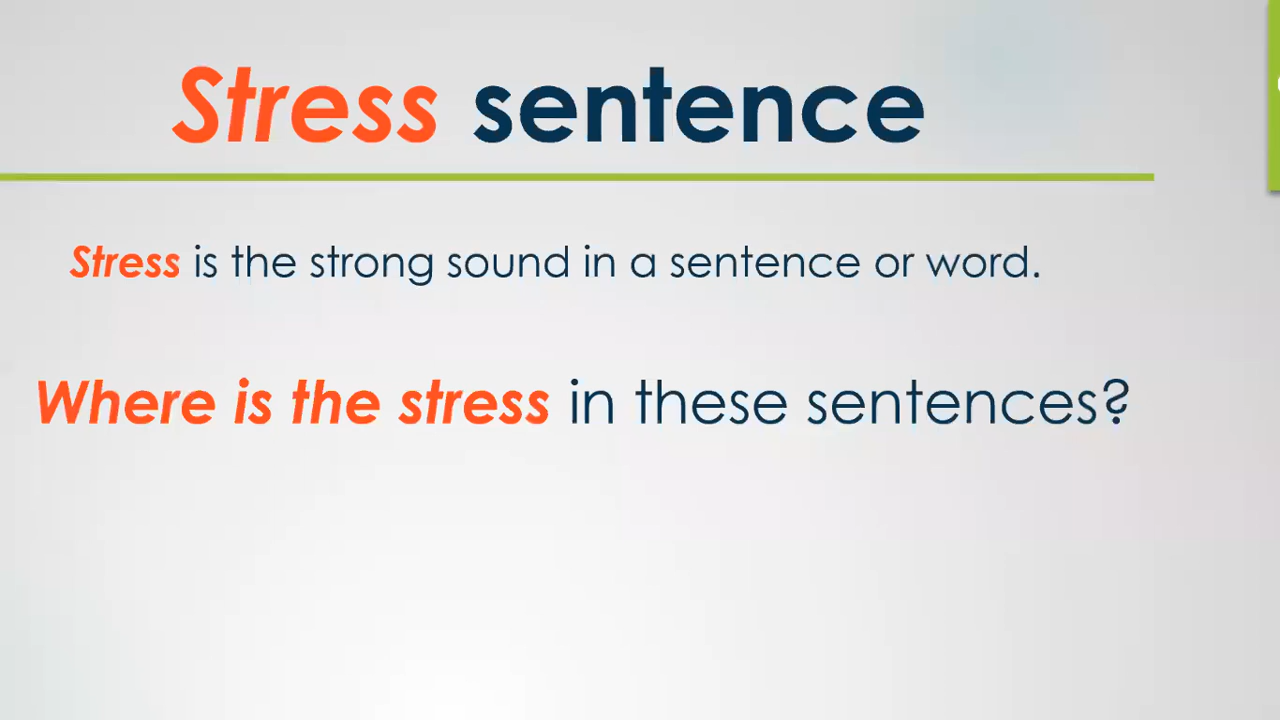 Stress sentence
Stress is the strong sound in a sentence or word.
Where is the stress in these sentences?